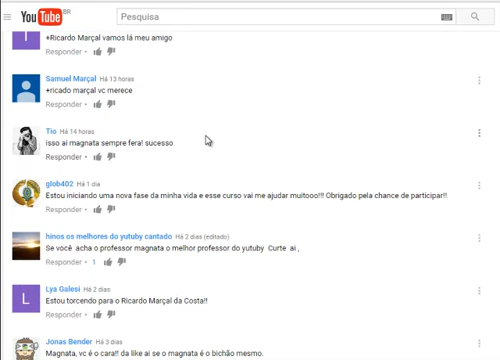 YouTube BR
Pesquisa
T
+Ricardo Marçal vamos lá meu amigo
Responder •
Samuel Marçal Há 13 horas
+ricado marçal vc merece
Responder •
Tio Há 14 horas
isso ai magnata sempre fera! sucesso
Responder •
glob402 Há 1 dia
Estou iniciando uma nova fase da minha vida e esse curso vai me ajudar muitooo!!! Obrigado pela chance de participar!!
Responder •
hinos os melhores do yutuby cantado Há 2 dias (editado)
Se você acha o professor magnata o melhor professor do yutuby Curte ai ,
Responder • 1
L
Lya Galesi Há 2 dias
Estou torcendo para o Ricardo Marçal da Costa!!
Responder •
Jonas Bender Há 3 dias
Magnata, vc é o cara!! da like ai se o magnata é o bichão mesmo.